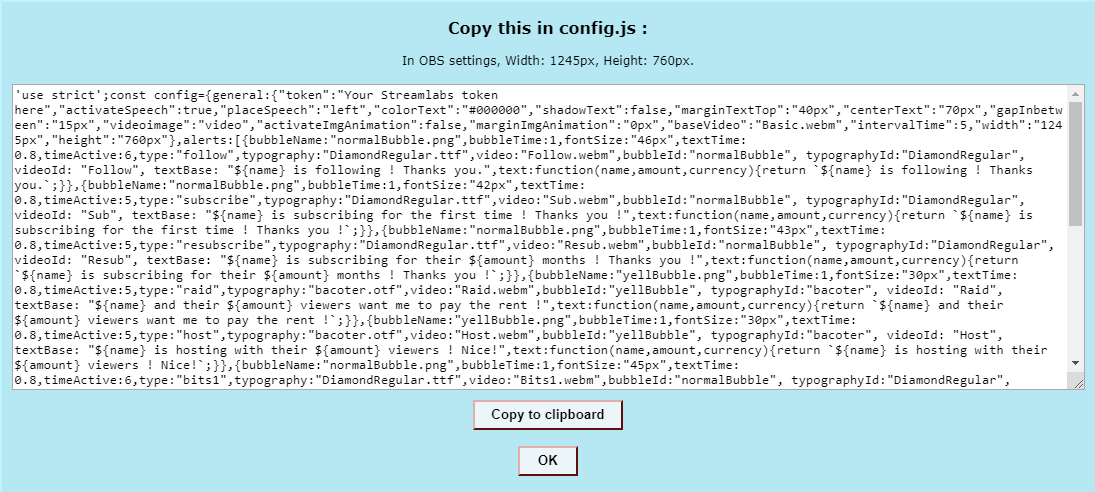 Copy this in config.js :
In OBS settings, Width: 1245px, Height: 760px.
'use strict';const config={general:{"token":"Your Streamlabs token
here","activateSpeech":true,"placeSpeech":"left","colorText":"#000000","shadowText":false,"marginTextTop":"40px","centerText":"70px","gapInbetw
een":"15px","videoimage":"video","activateImgAnimation":false,"marginImgAnimation":"0px","baseVideo":"Basic.webm","intervalTime":5,"width":"124
5px","height":"760px"},alerts:[{bubbleName:"normalBubble.png",bubbleTime:1,fontSize:"46px",textTime:
0.8,timeActive:6,type:"follow",typography:"DiamondRegular.ttf",video:"Follow.webm",bubbleId:"normalBubble", typographyId:"DiamondRegular",
videoId: "Follow", textBase: "${name} is following ! Thanks you.",text:function(name,amount,currency){return `${name} is following ! Thanks
you.`;}},{bubbleName:"normalBubble.png",bubbleTime:1,fontSize:"42px",textTime:
0.8,timeActive:5,type:"subscribe",typography:"DiamondRegular.ttf",video:"Sub.webm",bubbleId:"normalBubble", typographyId:"DiamondRegular",
videoId: "Sub", textBase: "${name} is subscribing for the first time ! Thanks you !",text:function(name,amount,currency){return `${name} is
subscribing for the first time ! Thanks you !`;}},{bubbleName:"normalBubble.png",bubbleTime:1,fontSize:"43px",textTime:
0.8,timeActive:5,type:"resubscribe",typography:"DiamondRegular.ttf",video:"Resub.webm",bubbleId:"normalBubble", typographyId:"DiamondRegular",
videoId: "Resub", textBase: "${name} is subscribing for their ${amount} months ! Thanks you !",text:function(name,amount,currency){return
`${name} is subscribing for their ${amount} months ! Thanks you !`;}},{bubbleName:"yellBubble.png",bubbleTime:1,fontSize:"30px",textTime:
0.8,timeActive:5,type:"raid",typography:"bacoter.otf",video:"Raid.webm",bubbleId:"yellBubble", typographyId:"bacoter", videoId: "Raid",
textBase: "${name} and their ${amount} viewers want me to pay the rent !",text:function(name,amount,currency){return `${name} and their
${amount} viewers want me to pay the rent !`;}},{bubbleName:"yellBubble.png",bubbleTime:1,fontSize:"30px",textTime:
0.8,timeActive:5,type:"host",typography:"bacoter.otf",video:"Host.webm",bubbleId:"yellBubble", typographyId:"bacoter", videoId: "Host",
textBase: "${name} is hosting with their ${amount} viewers ! Nice!",text:function(name,amount,currency){return `${name} is hosting with their
${amount} viewers ! Nice!`;}},{bubbleName:"normalBubble.png",bubbleTime:1,fontSize:"45px",textTime:
0.8,timeActive:6,type:"bits1",typography:"DiamondRegular.ttf",video:"Bits1.webm",bubbleId:"normalBubble", typographyId:"DiamondRegular",
Copy to clipboard
OK